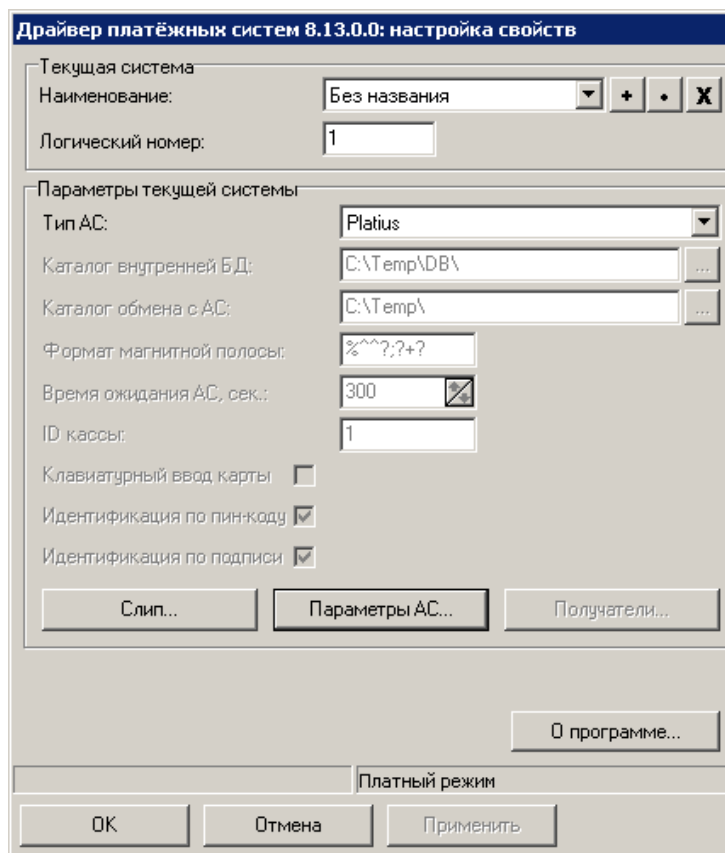 Драйвер платёжных систем 8.13.0.0: настройка свойств
Текущая система
Наименование: Без названия + • X
Логический номер: 1
Параметры текущей системы
Тип АС: Platius
Каталог внутренней БД: C:\Temp\DB\ ...
Каталог обмена с АС: C:\Temp\ ...
Формат магнитной полосы: %^^?;?+?
Время ожидания АС, сек.: 300
ID кассы: 1
Клавиатурный ввод карты
Идентификация по пин-коду
Идентификация по подписи
Слип... Параметры АС... Получатели...
О программе...
Платный режим
OK Отмена Применить